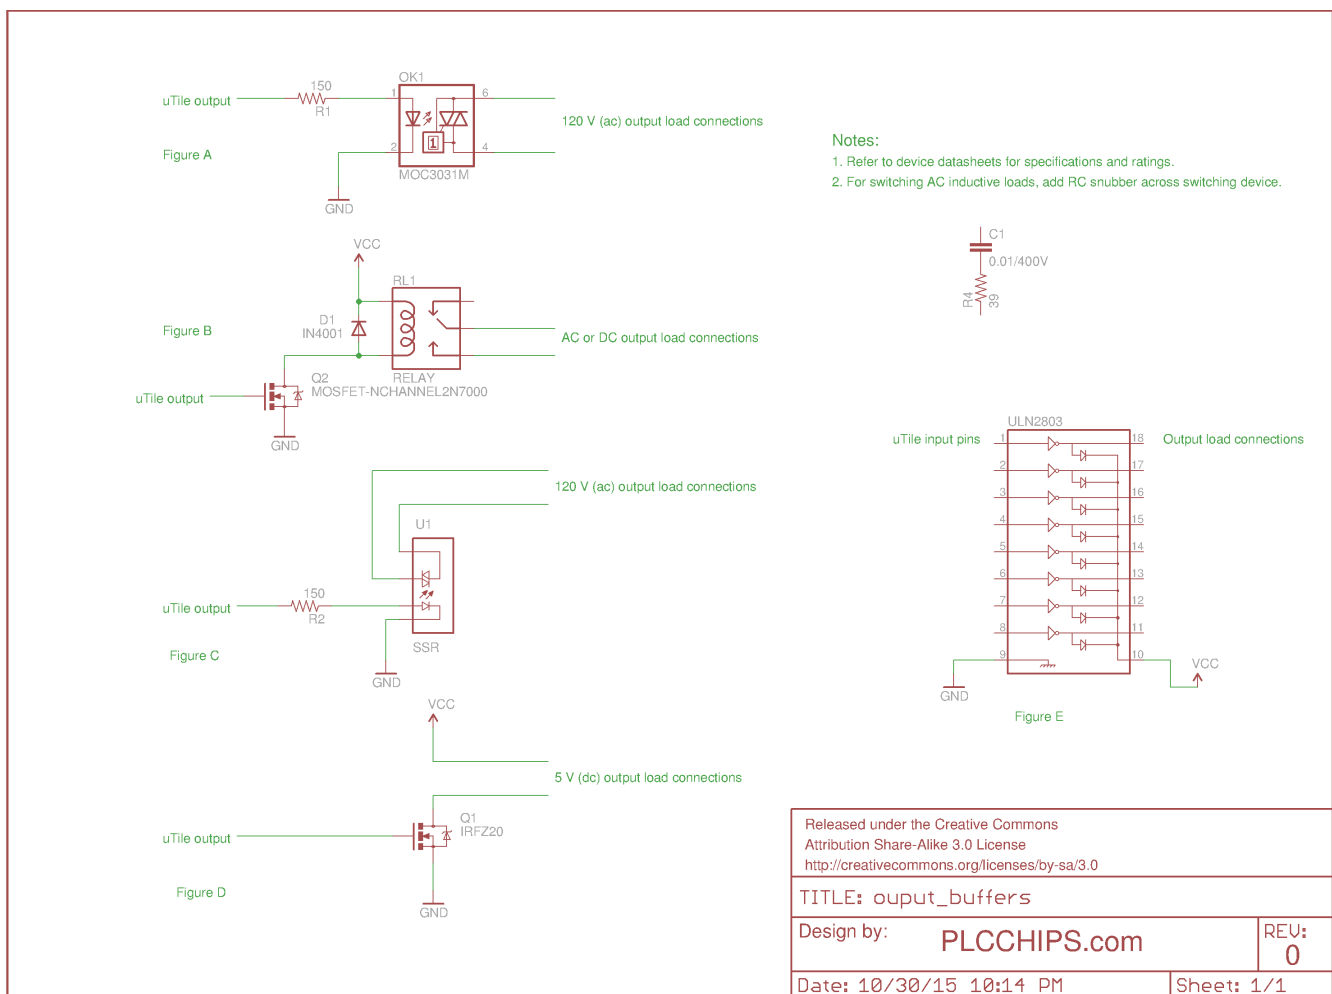 OK1
150
uTile output
R1
1
6
120 V (ac) output load connections
1
2
4
Figure A
MOC3031M
GND
Notes:
1. Refer to device datasheets for specifications and ratings.
2. For switching AC inductive loads, add RC snubber across switching device.
C1
0.01/400V
R4
39
VCC
RL1
D1
IN4001
Figure B
AC or DC output load connections
RELAY
Q2
MOSFET-NCHANNEL2N7000
uTile output
GND
120 V (ac) output load connections
U1
150
uTile output
R2
Figure C
SSR
GND
VCC
5 V (dc) output load connections
Q1
IRFZ20
uTile output
Figure D
GND
ULN2803
uTile input pins
1
18
Output load connections
2
17
3
16
4
15
5
14
6
13
7
12
8
11
9
10
VCC
GND
Figure E
Released under the Creative Commons
Attribution Share-Alike 3.0 License
http://creativecommons.org/licenses/by-sa/3.0
TITLE: ouput_buffers
Design by:
PLCCHIPS.com
REV:
0
Date: 10/30/15 10:14 PM
Sheet: 1/1